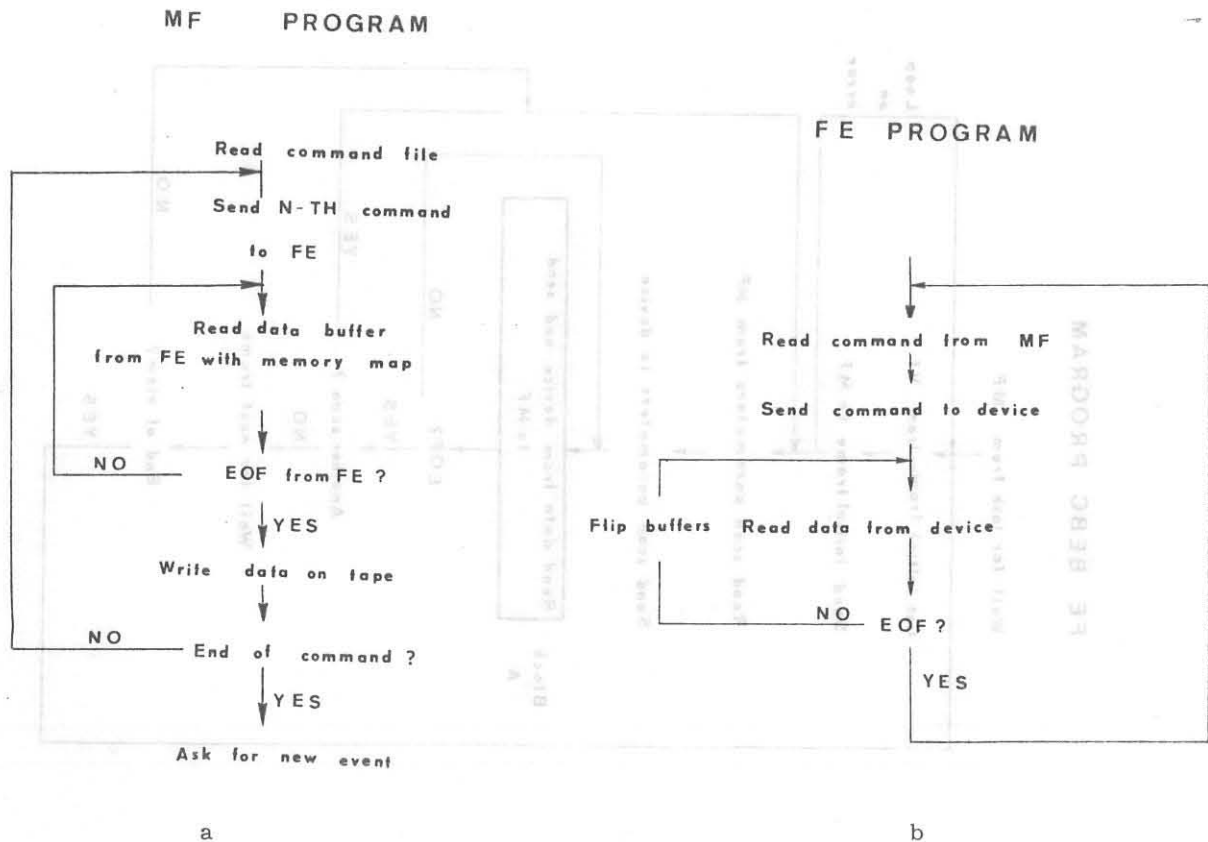 MF PROGRAM
Read command file
Send N-TH command
to FE
Read data buffer
from FE with memory map
NO
EOF from FE ?
YES
Write data on tape
NO
End of command ?
YES
Ask for new event
a
FE PROGRAM
Read command from MF
Send command to device
Flip buffers
Read data from device
NO
EOF ?
YES
b